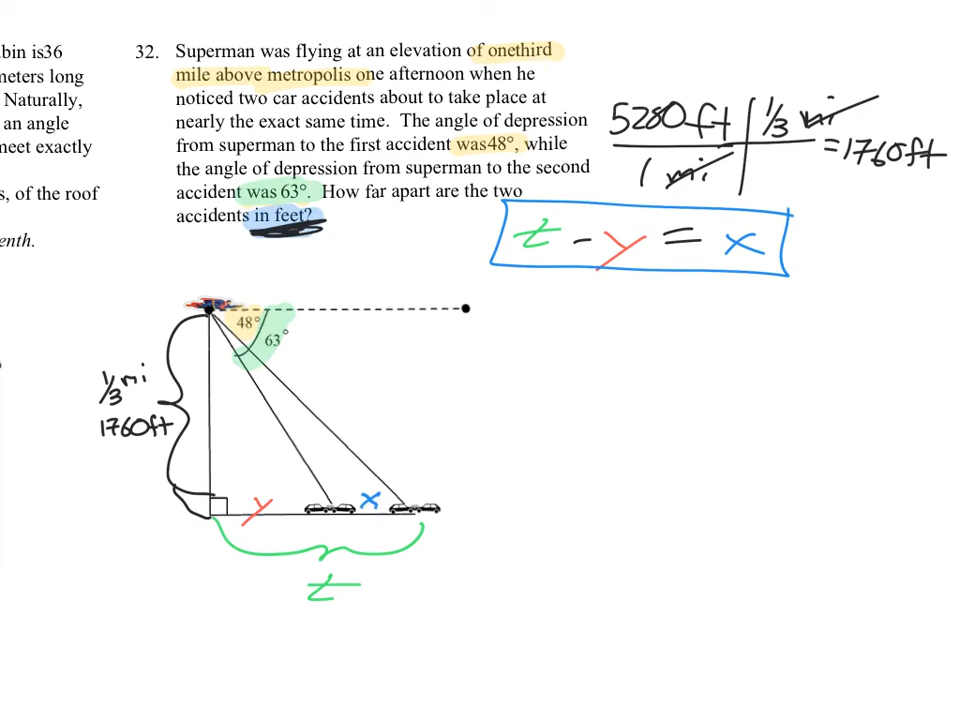 bin is36
meters long
Naturally,
an angle
meet exactly
s, of the roof
enth.
32. Superman was flying at an elevation of onethird
mile above metropolis one afternoon when he
noticed two car accidents about to take place at
nearly the exact same time. The angle of depression
from superman to the first accident was48°, while
the angle of depression from superman to the second
accident was 63°. How far apart are the two
accidents in feet?
5280ft | 1/3 mi
1 mi
=1760ft
t - y = x
48°
63°
1/3 mi
1760ft
y
x
t